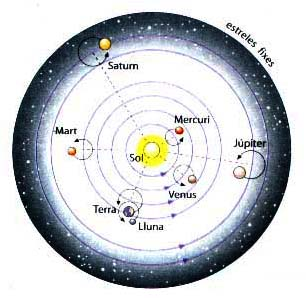 estreles fixes
Saturn
Mercuri
Mart
Júpiter
Sol
Venus
Terra
Lluna